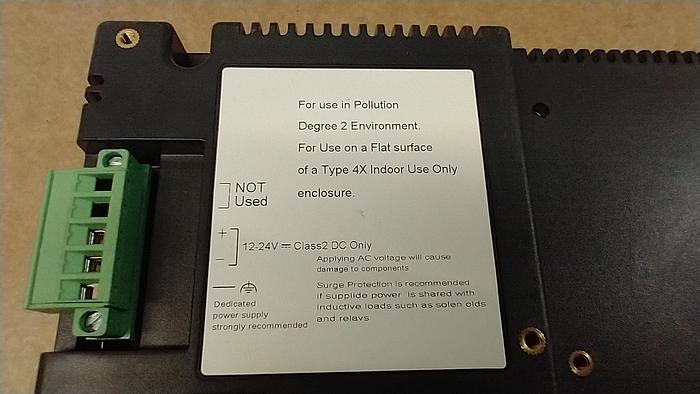 For use in Pollution
Degree 2 Environment.
For Use on a Flat surface
of a Type 4X Indoor Use Only
enclosure.
NOT
Used
+
12-24V ⎓ Class2 DC Only
–
Applying AC voltage will cause
damage to components
Surge Protection is recommended
if supplide power is shared with
inductive loads such as solen oids
and relavs
Dedicated
power supply
strongly recommended